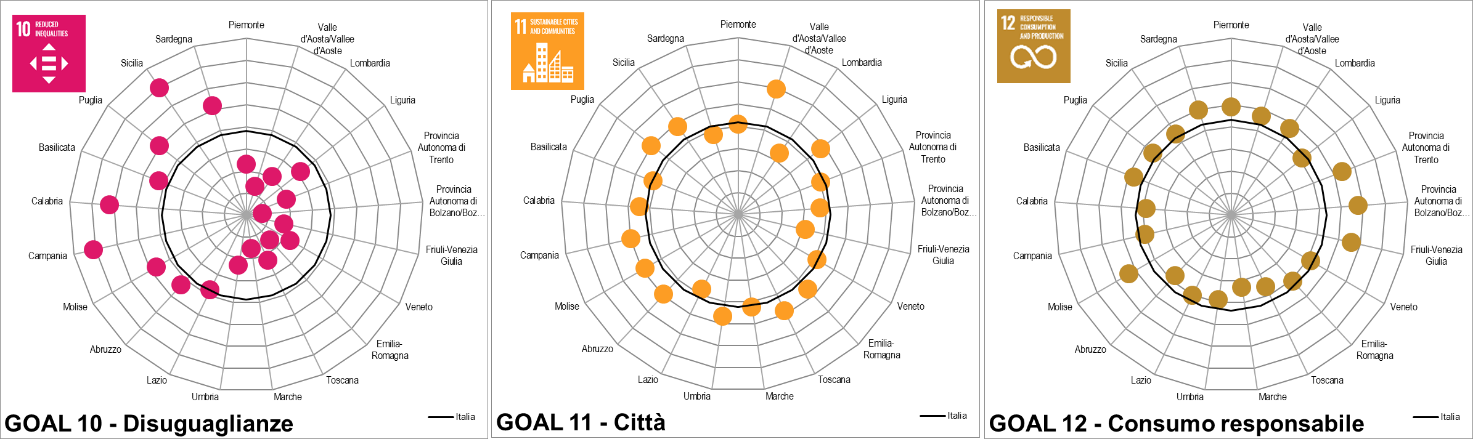 10 REDUCED
INEQUALITIES
Piemonte
Valle
d'Aosta/Vallee
d'Aoste
Lombardia
Liguria
Provincia
Autonoma di
Trento
Provincia
Autonoma di
Bolzano/Boz…
Friuli-Venezia
Giulia
Veneto
Emilia-
Romagna
Toscana
Marche
Umbria
Lazio
Abruzzo
Molise
Campania
Calabria
Basilicata
Puglia
Sicilia
Sardegna
GOAL 10 - Disuguaglianze
Italia
11 SUSTAINABLE CITIES
AND COMMUNITIES
Piemonte
Valle
d'Aosta/Vallee
d'Aoste
Lombardia
Liguria
Provincia
Autonoma di
Trento
Provincia
Autonoma di
Bolzano/Boz…
Friuli-Venezia
Giulia
Veneto
Emilia-
Romagna
Toscana
Marche
Umbria
Lazio
Abruzzo
Molise
Campania
Calabria
Basilicata
Puglia
Sicilia
Sardegna
GOAL 11 - Città
Italia
12 RESPONSIBLE
CONSUMPTION
AND PRODUCTION
Piemonte
Valle
d'Aosta/Vallee
d'Aoste
Lombardia
Liguria
Provincia
Autonoma di
Trento
Provincia
Autonoma di
Bolzano/Boz…
Friuli-Venezia
Giulia
Veneto
Emilia-
Romagna
Toscana
Marche
Umbria
Lazio
Abruzzo
Molise
Campania
Calabria
Basilicata
Puglia
Sicilia
Sardegna
GOAL 12 - Consumo responsabile
Italia